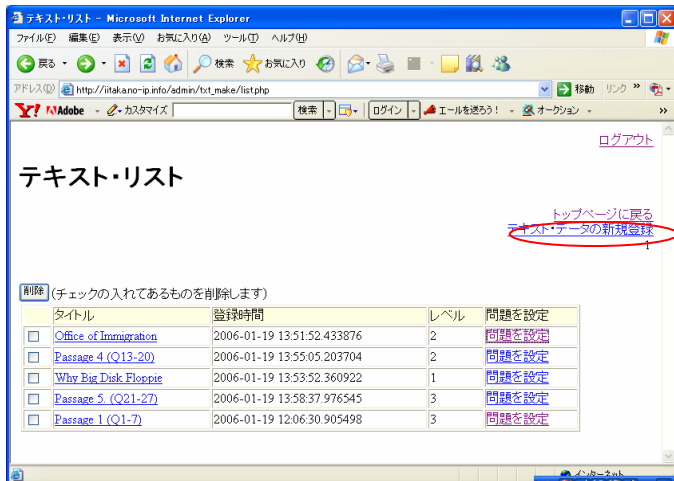 テキスト・リスト - Microsoft Internet Explorer
ファイル(F) 編集(E) 表示(V) お気に入り(A) ツール(T) ヘルプ(H)
戻る 検索 お気に入り
アドレス(D) http://iitaka.no-ip.info/admin/txt_make/list.php 移動 リンク »
Y! Adobe カスタマイズ 検索 ログイン エールを送ろう! オークション »
ログアウト
テキスト・リスト
トップページに戻る
テキスト・データの新規登録
1
削除 (チェックの入れてあるものを削除します)
タイトル 登録時間 レベル 問題を設定
Office of Immigration 2006-01-19 13:51:52.433876 2 問題を設定
Passage 4 (Q13-20) 2006-01-19 13:55:05.203704 2 問題を設定
Why Big Disk Floppie 2006-01-19 13:53:52.360922 1 問題を設定
Passage 5. (Q21-27) 2006-01-19 13:58:37.976545 3 問題を設定
Passage 1 (Q1-7) 2006-01-19 12:06:30.905498 3 問題を設定
インターネット